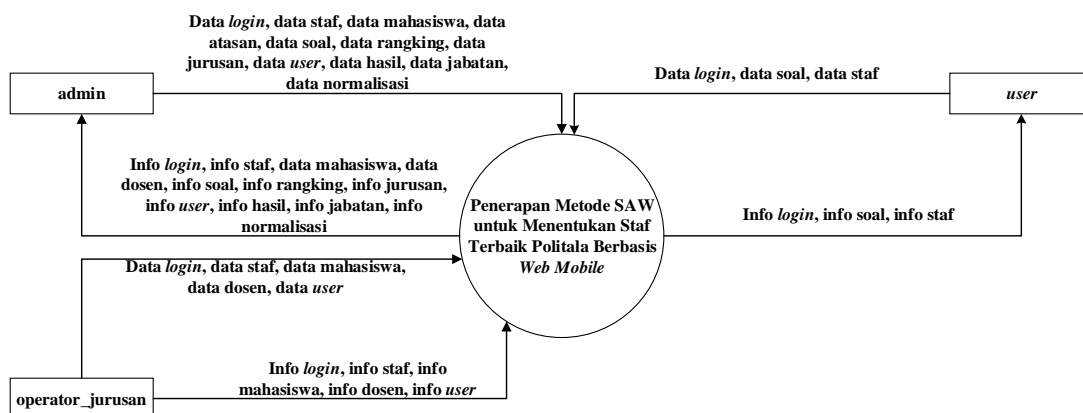 Data login, data staf, data mahasiswa, data
atasan, data soal, data rangking, data
jurusan, data user, data hasil, data jabatan,
data normalisasi
admin
Data login, data soal, data staf
user
Info login, info staf, data mahasiswa, data
dosen, info soal, info rangking, info jurusan,
info user, info hasil, info jabatan, info
normalisasi
Penerapan Metode SAW
untuk Menentukan Staf
Terbaik Politala Berbasis
Web Mobile
Info login, info soal, info staf
Data login, data staf, data mahasiswa,
data dosen, data user
Info login, info staf, info
mahasiswa, info dosen, info user
operator_jurusan